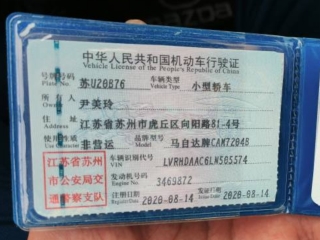 中华人民共和国机动车行驶证
Vehicle License of the People's Republic of China
号牌号码 苏U20876 车辆类型 小型轿车
Plate No. Vehicle Type
所有人 尹美玲
Owner
住址 江苏省苏州市虎丘区向阳路81-4号
Address
非营运 品牌型号 马自达牌CAM7204B
Model
江苏省苏州
市公安局交
通警察支队
车辆识别代号 LVRHDAAC6LN505574
VIN
发动机号码 3469872
Engine No.
注册日期 2020-08-14 发证日期 2020-08-14
Register Date Issue Date